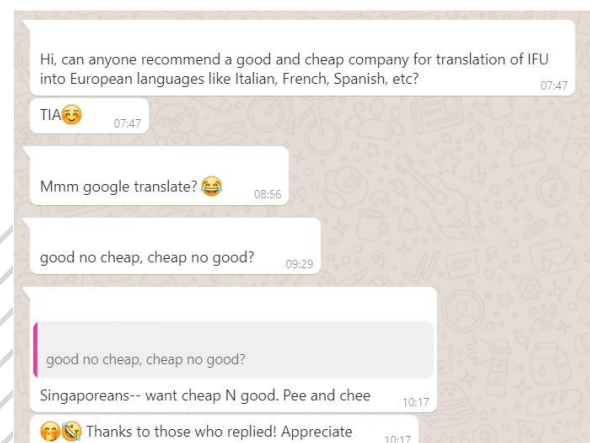 Hi, can anyone recommend a good and cheap company for translation of IFU
into European languages like Italian, French, Spanish, etc?
07:47
TIA☺️
07:47
Mmm google translate? 😂
08:56
good no cheap, cheap no good?
09:29
good no cheap, cheap no good?
Singaporeans-- want cheap N good. Pee and chee
10:17
🤭🤣 Thanks to those who replied! Appreciate
10:17